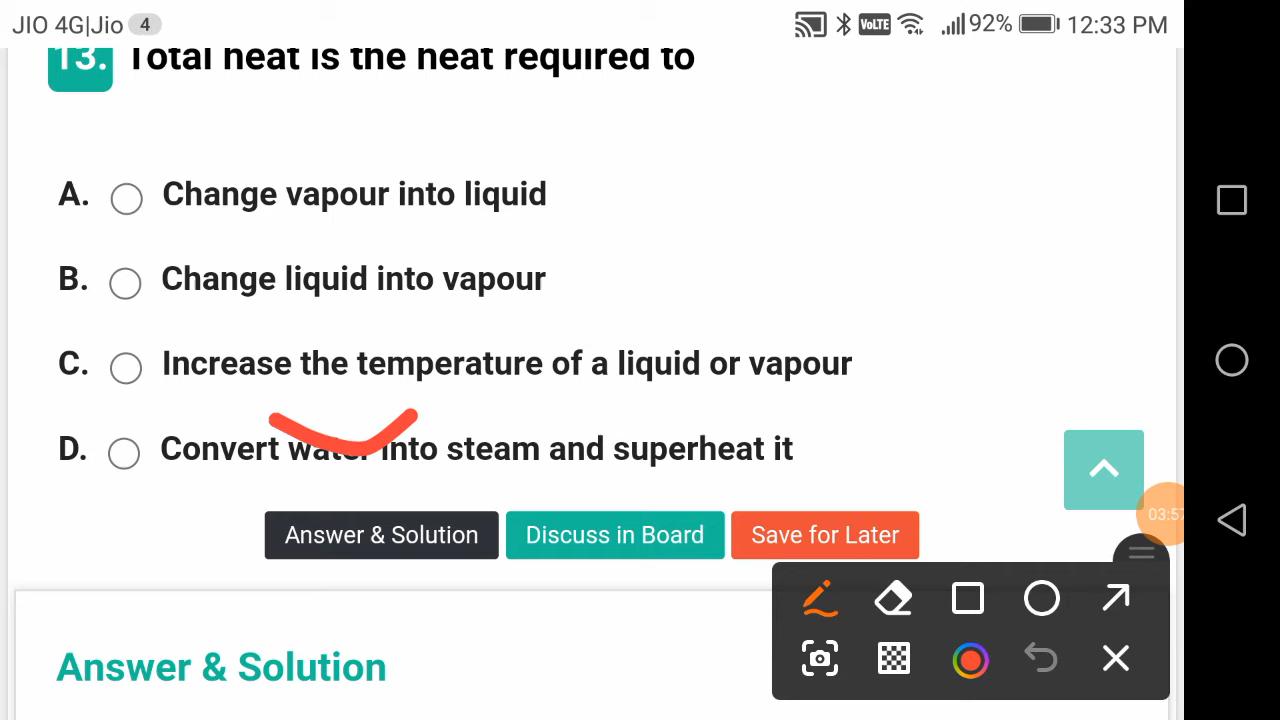 JIO 4G|Jio 4 VoLTE 92% 12:33 PM
13. Total heat is the heat required to
A. Change vapour into liquid
B. Change liquid into vapour
C. Increase the temperature of a liquid or vapour
D. Convert water into steam and superheat it
Answer & Solution Discuss in Board Save for Later
03:57
Answer & Solution